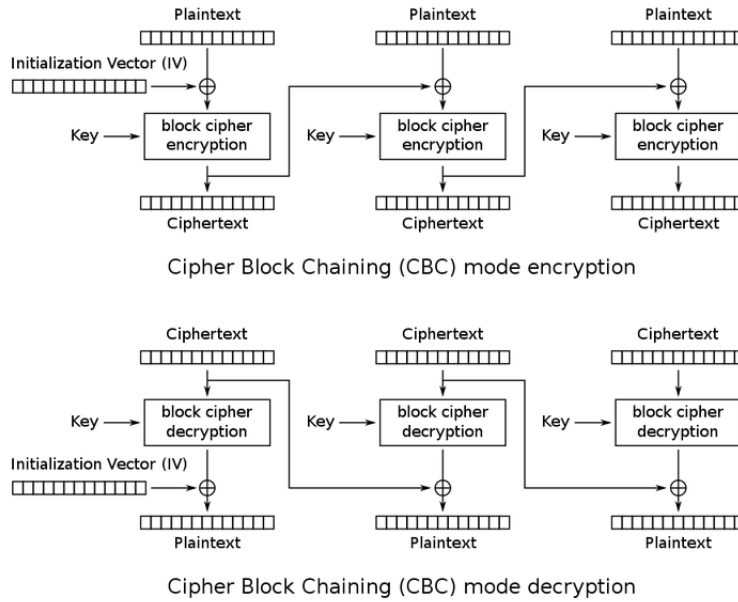 Plaintext Plaintext Plaintext
Initialization Vector (IV)
Key block cipher encryption Key block cipher encryption Key block cipher encryption
Ciphertext Ciphertext Ciphertext
Cipher Block Chaining (CBC) mode encryption
Ciphertext Ciphertext Ciphertext
Key block cipher decryption Key block cipher decryption Key block cipher decryption
Initialization Vector (IV)
Plaintext Plaintext Plaintext
Cipher Block Chaining (CBC) mode decryption